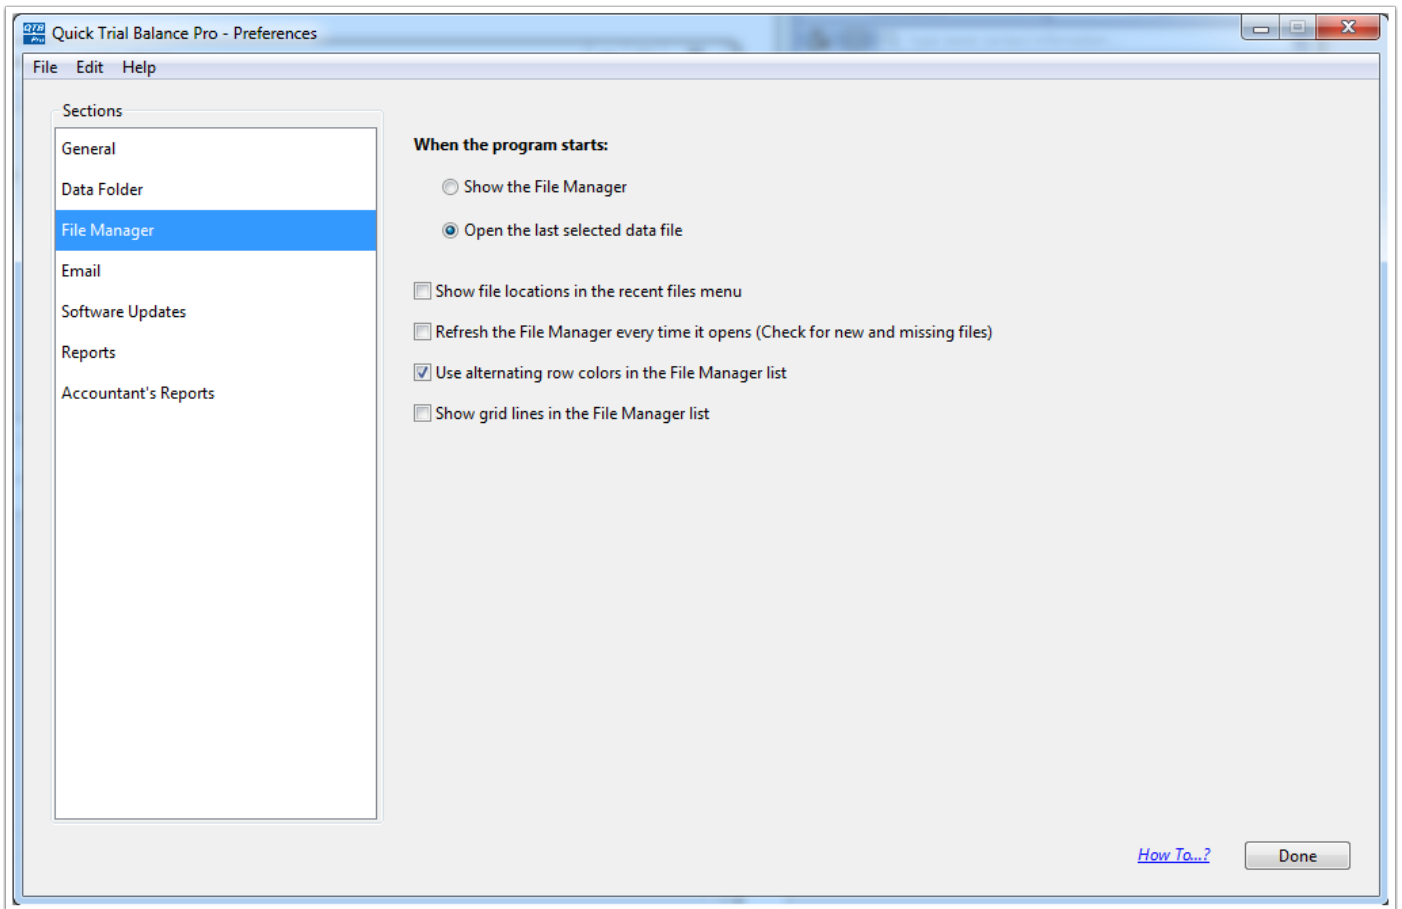 QTB
Pro
Quick Trial Balance Pro - Preferences
File Edit Help
Sections
General
Data Folder
File Manager
Email
Software Updates
Reports
Accountant's Reports
When the program starts:
Show the File Manager
Open the last selected data file
Show file locations in the recent files menu
Refresh the File Manager every time it opens (Check for new and missing files)
Use alternating row colors in the File Manager list
Show grid lines in the File Manager list
How To...?
Done